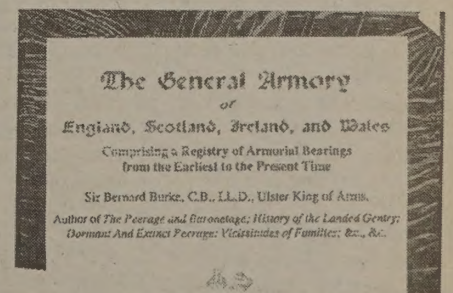 The General Armory
of
England, Scotland, Ireland, and Wales
Comprising a Registry of Armorial Bearings
from the Earliest to the Present Time
Sir Bernard Burke, C.B., LL.D., Ulster King of Arms.
Author of The Peerage and Baronetage; History of the Landed Gentry;
Dormant And Extinct Peerage; Vicissitudes of Families; &c., &c.